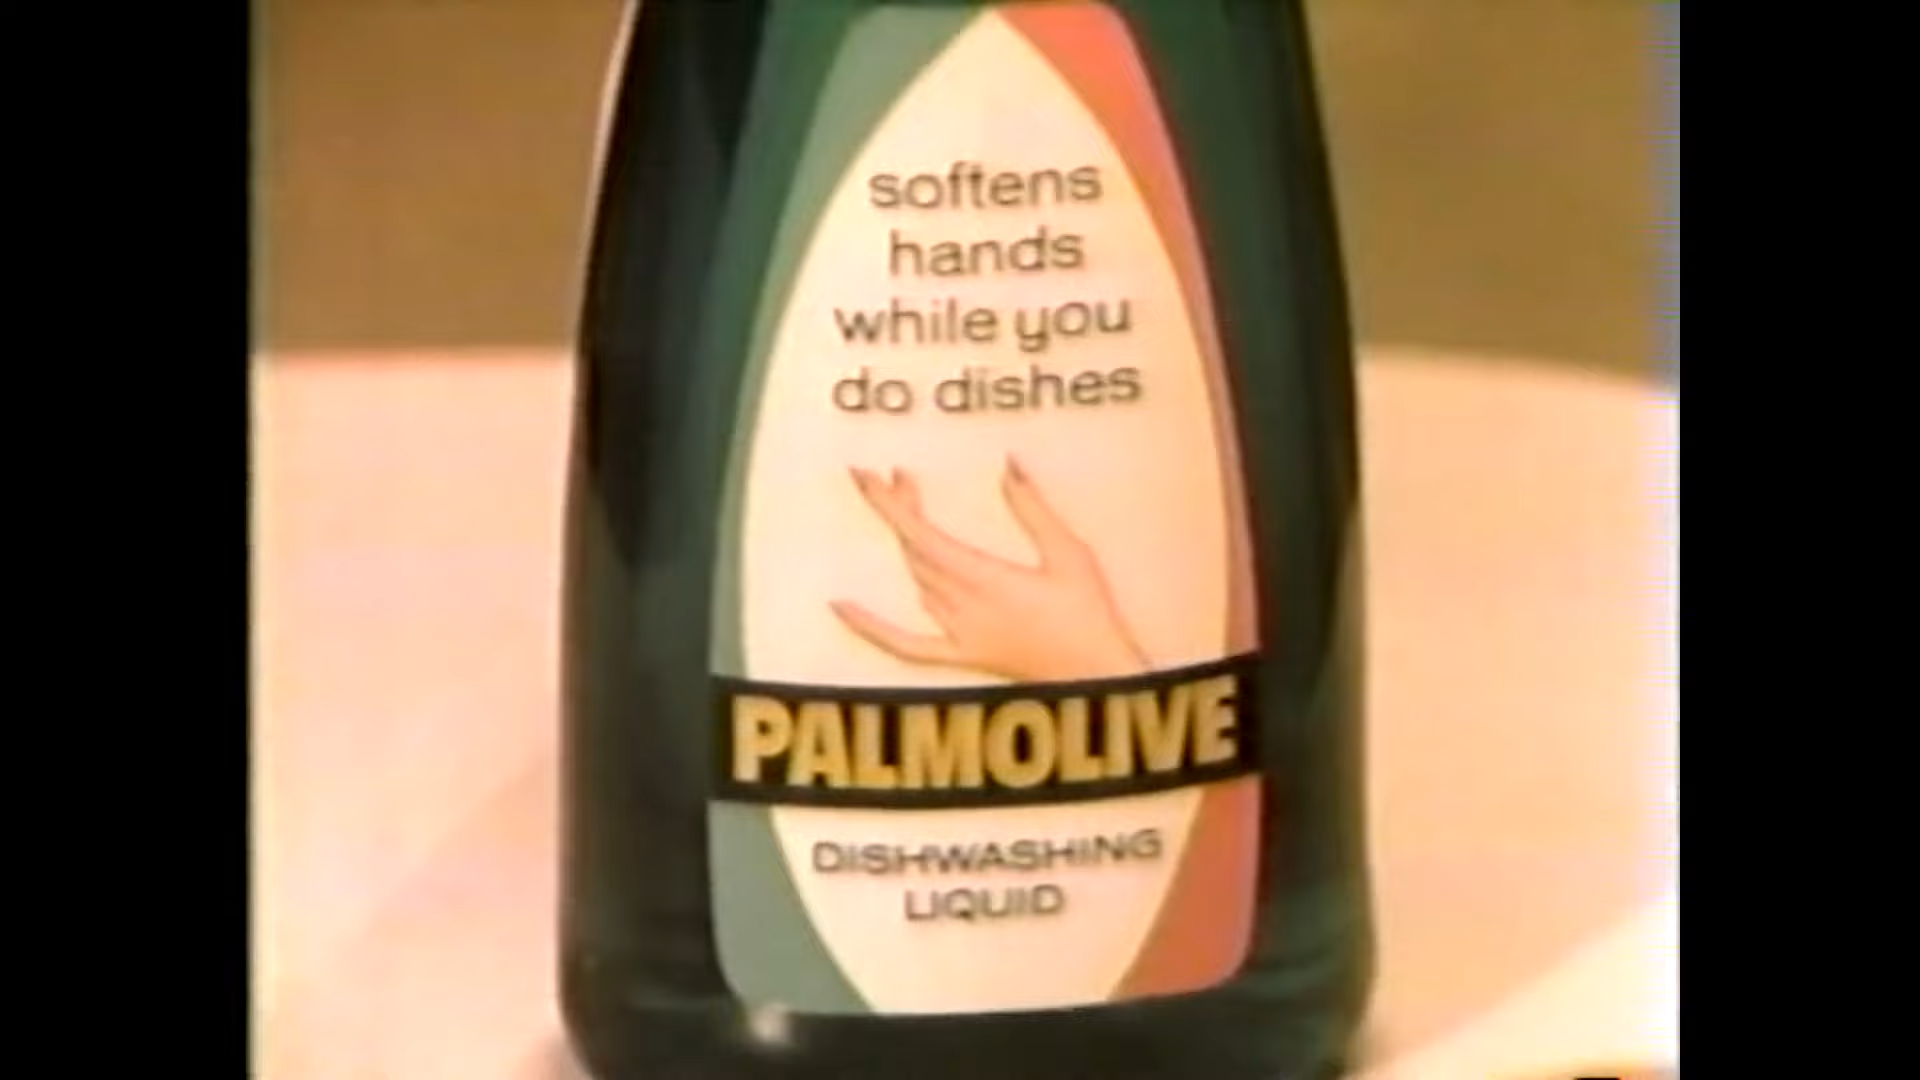 softens
hands
while you
do dishes
PALMOLIVE
DISHWASHING
LIQUID